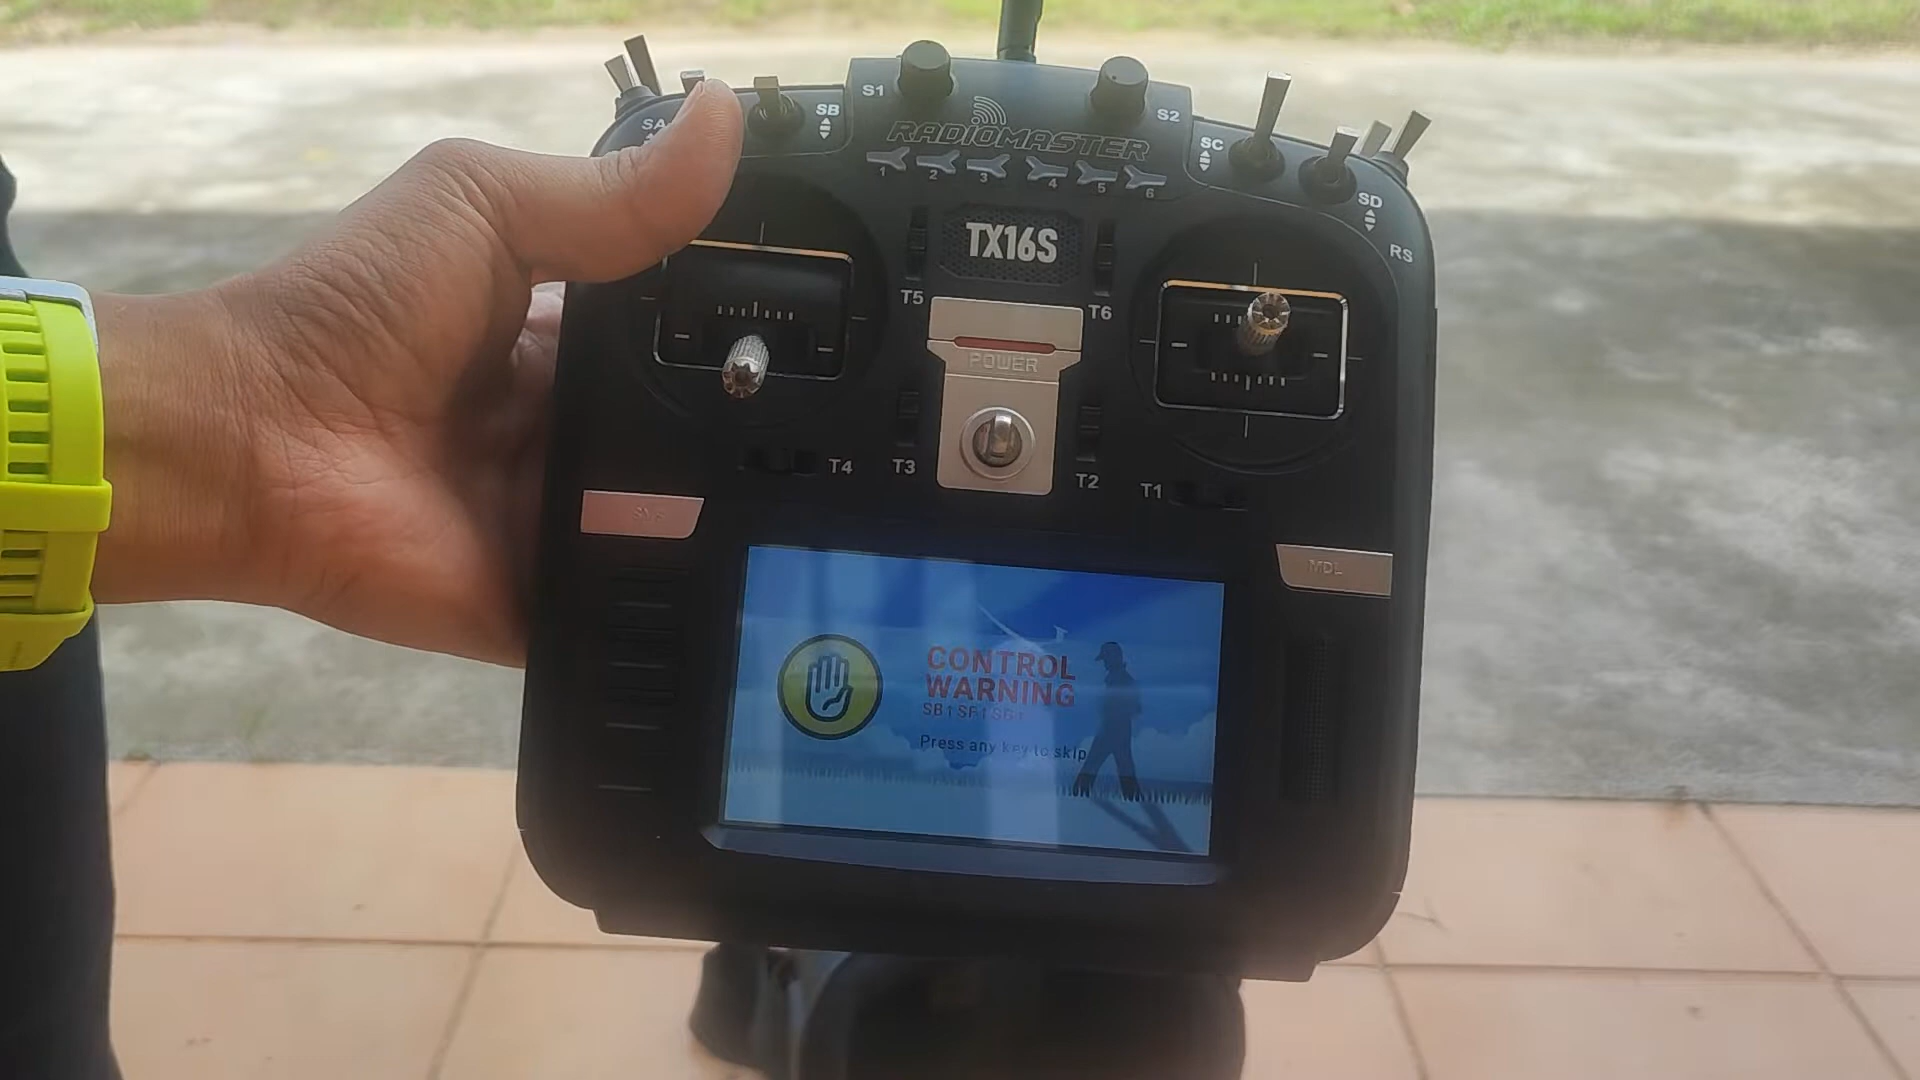 S1
S2
SA
SB
SC
SD
RS
RADIOMASTER
1 2 3 4 5 6
TX16S
T5
T6
POWER
T4
T3
T2
T1
MDL
CONTROL
WARNING
Press any key to skip